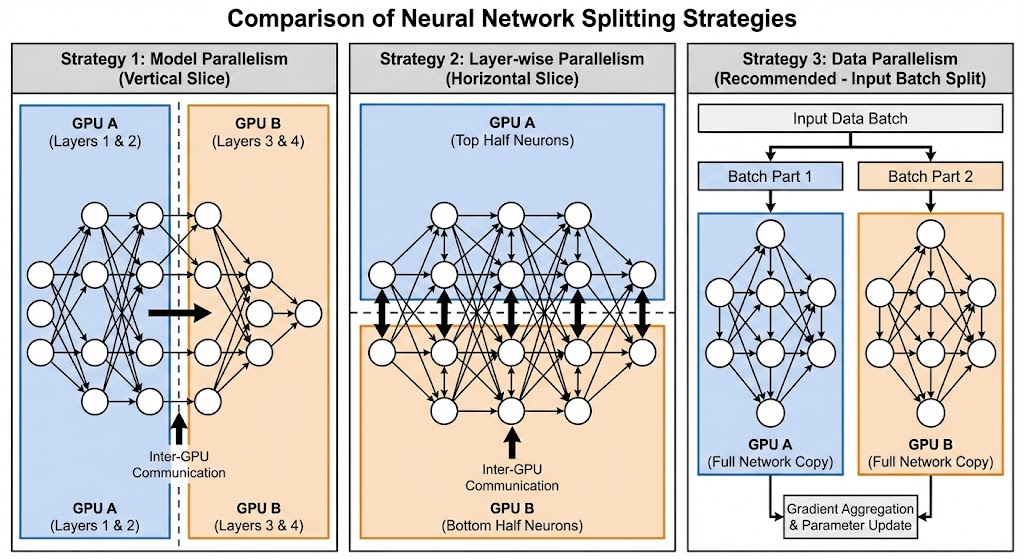 Comparison of Neural Network Splitting Strategies
Strategy 1: Model Parallelism
(Vertical Slice)
GPU A
(Layers 1 & 2)
GPU B
(Layers 3 & 4)
Inter-GPU
Communication
GPU A
(Layers 1 & 2)
GPU B
(Layers 3 & 4)
Strategy 2: Layer-wise Parallelism
(Horizontal Slice)
GPU A
(Top Half Neurons)
Inter-GPU
Communication
GPU B
(Bottom Half Neurons)
Strategy 3: Data Parallelism
(Recommended - Input Batch Split)
Input Data Batch
Batch Part 1
Batch Part 2
GPU A
(Full Network Copy)
GPU B
(Full Network Copy)
Gradient Aggregation
& Parameter Update